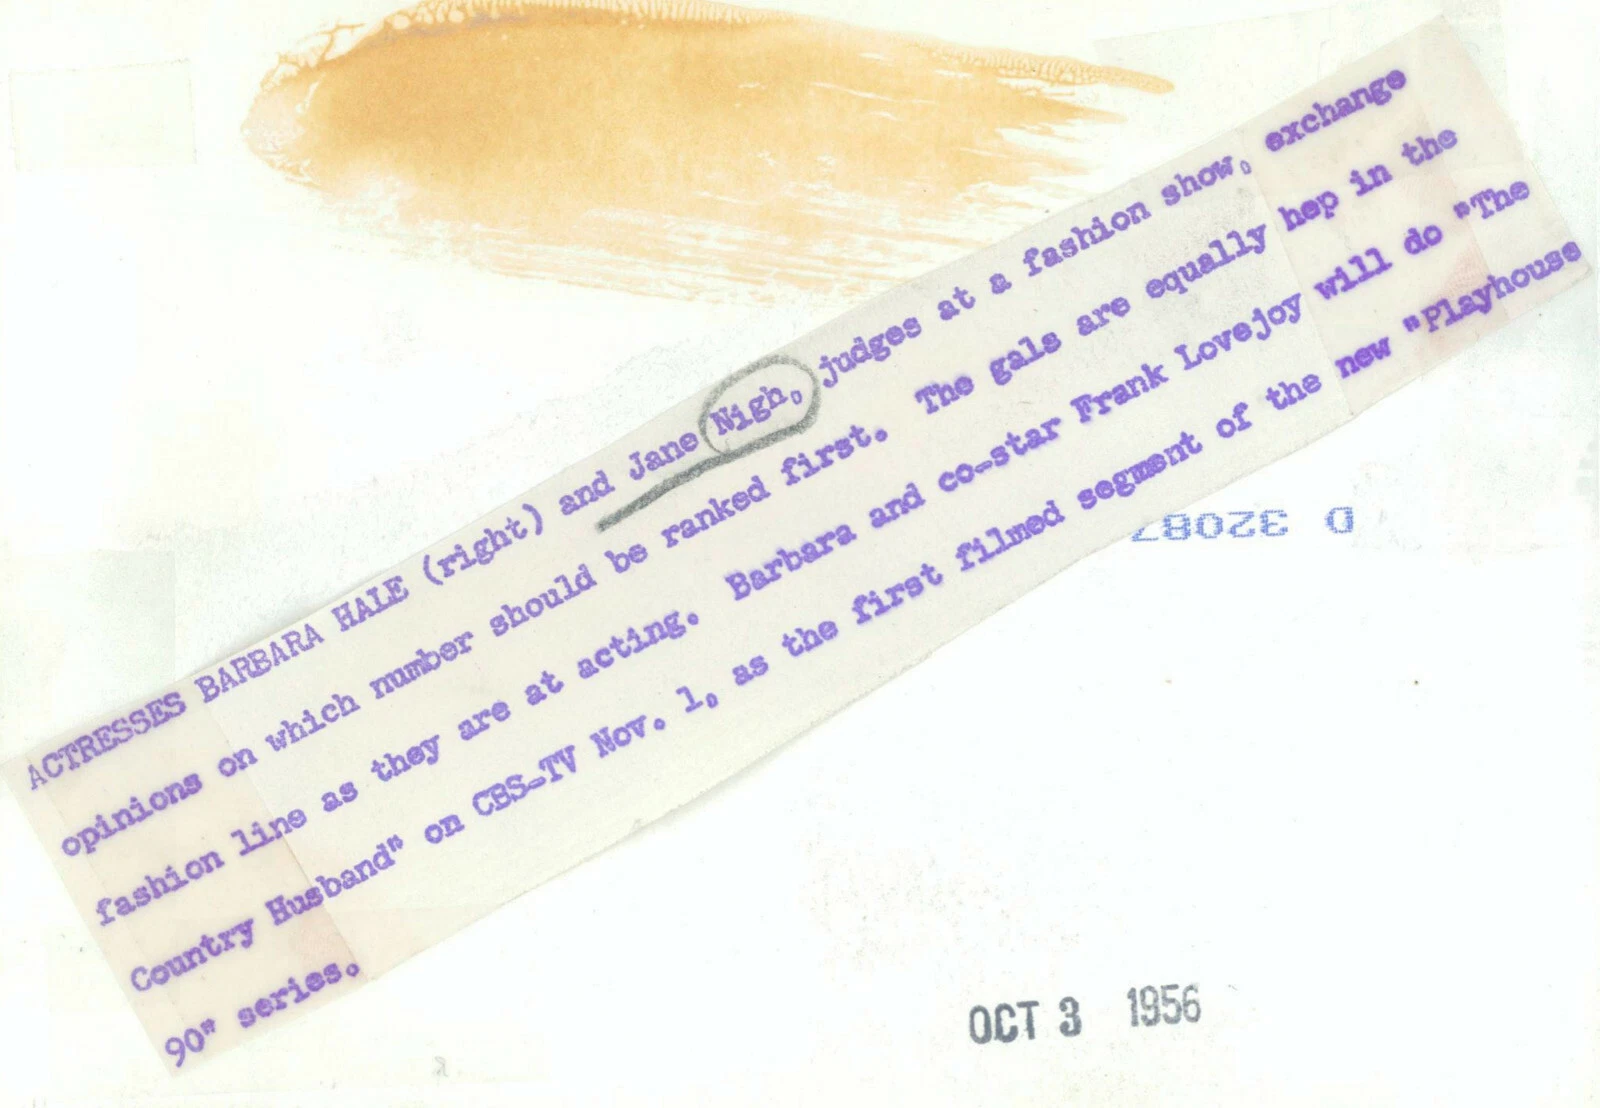 ACTRESSES BARBARA HALE (right) and Jane Nigh, judges at a fashion show, exchange
opinions on which number should be ranked first. The gals are equally hep in the
fashion line as they are at acting. Barbara and co-star Frank Lovejoy will do "The
Country Husband" on CBS-TV Nov. 1, as the first filmed segment of the new "Playhouse
90" series.
D 32087
OCT 3 1956